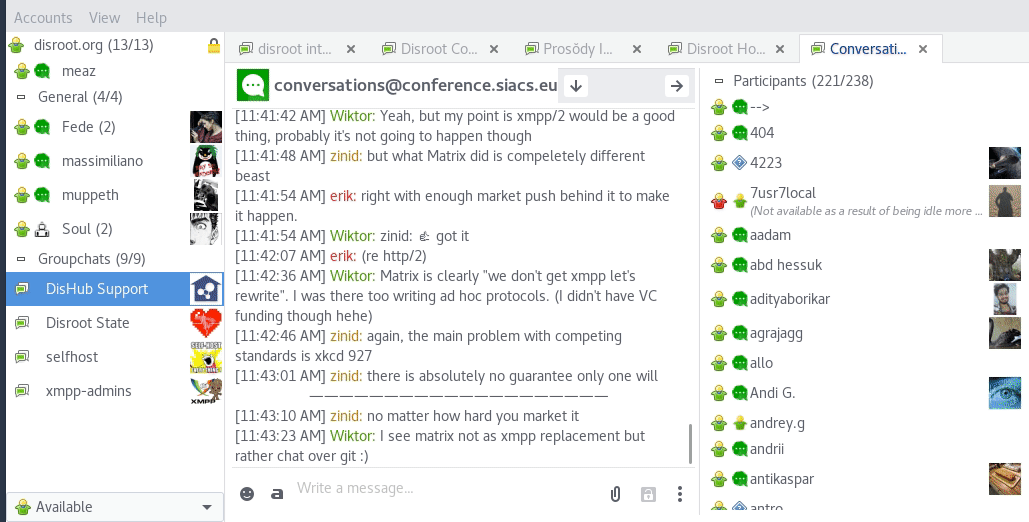 Accounts View Help
disroot.org (13/13)
meaz
General (4/4)
Fede (2)
massimiliano
muppeth
Soul (2)
Groupchats (9/9)
DisHub Support
Disroot State
selfhost
xmpp-admins
Available
disroot int...
Disroot Co...
Prosŏdy I...
Disroot Ho...
Conversati...
conversations@conference.siacs.eu
[11:41:42 AM] Wiktor: Yeah, but my point is xmpp/2 would be a good
thing, probably it's not going to happen though
[11:41:48 AM] zinid: but what Matrix did is compeletely different
beast
[11:41:54 AM] erik: right with enough market push behind it to make
it happen.
[11:41:54 AM] Wiktor: zinid: 👍 got it
[11:42:07 AM] erik: (re http/2)
[11:42:36 AM] Wiktor: Matrix is clearly "we don't get xmpp let's
rewrite". I was there too writing ad hoc protocols. (I didn't have VC
funding though hehe)
[11:42:46 AM] zinid: again, the main problem with competing
standards is xkcd 927
[11:43:01 AM] zinid: there is absolutely no guarantee only one will
[11:43:10 AM] zinid: no matter how hard you market it
[11:43:23 AM] Wiktor: I see matrix not as xmpp replacement but
rather chat over git :)
Write a message...
Participants (221/238)
-->
404
4223
7usr7local
(Not available as a result of being idle more ...
aadam
abd hessuk
adityaborikar
agrajagg
allo
Andi G.
andrey.g
andrii
antikaspar
antro